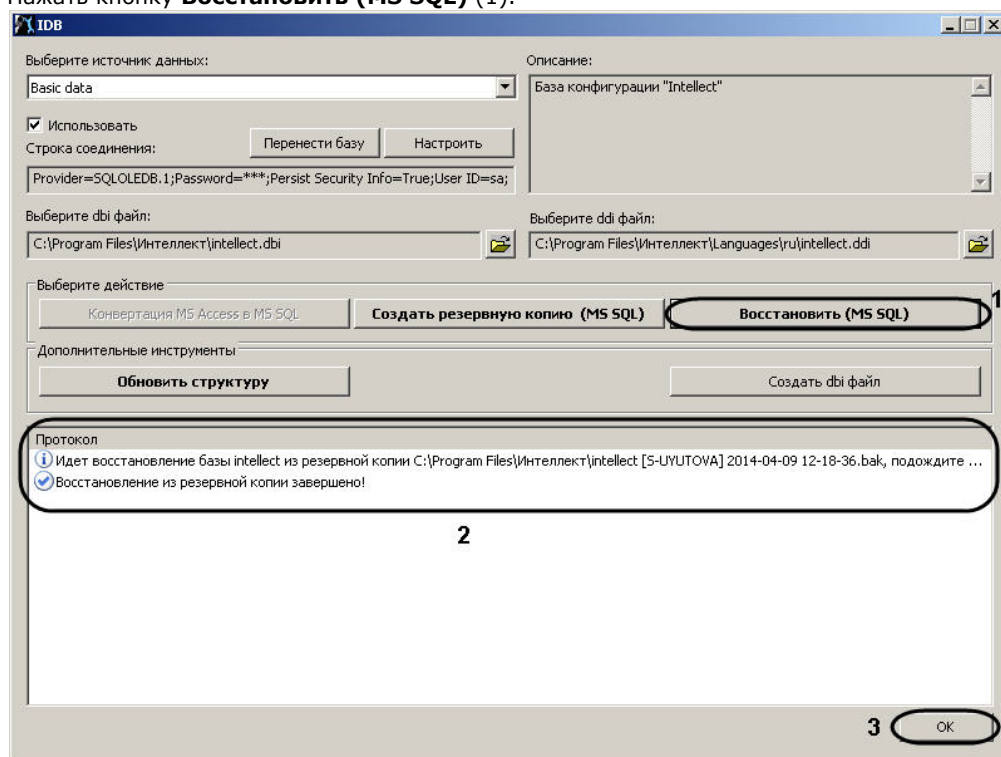 Нажать кнопку Восстановить (MS SQL) (1).
IDB
Выберите источник данных:
Описание:
Basic data
База конфигурации "Intellect"
Использовать
Строка соединения:
Перенести базу
Настроить
Provider=SQLOLEDB.1;Password=***;Persist Security Info=True;User ID=sa;
Выберите dbi файл:
Выберите ddi файл:
C:\Program Files\Интеллект\intellect.dbi
C:\Program Files\Интеллект\Languages\ru\intellect.ddi
Выберите действие
1
Конвертация MS Access в MS SQL
Создать резервную копию (MS SQL)
Восстановить (MS SQL)
Дополнительные инструменты
Обновить структуру
Создать dbi файл
Протокол
Идет восстановление базы intellect из резервной копии C:\Program Files\Интеллект\intellect [S-UYUTOVA] 2014-04-09 12-18-36.bak, подождите ...
Восстановление из резервной копии завершено!
2
3
OK